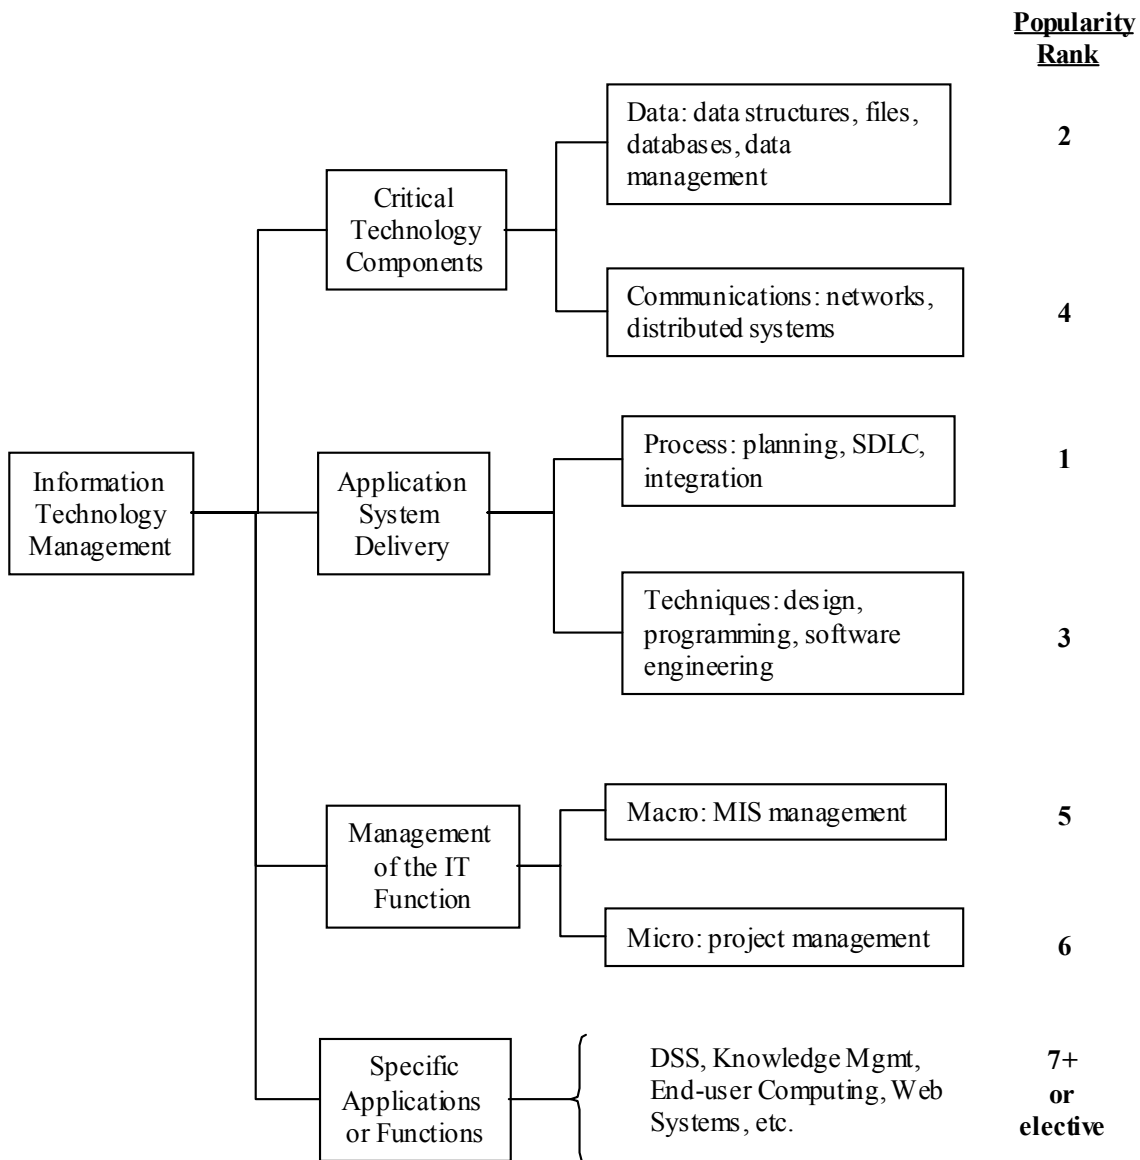 Popularity
Rank
Data: data structures, files,
databases, data
management
2
Critical
Technology
Components
Communications: networks,
distributed systems
4
Process: planning, SDLC,
integration
1
Information
Technology
Management
Application
System
Delivery
Techniques: design,
programming, software
engineering
3
Macro: MIS management
5
Management
of the IT
Function
Micro: project management
6
Specific
Applications
or Functions
DSS, Knowledge Mgmt,
End-user Computing, Web
Systems, etc.
7+
or
elective